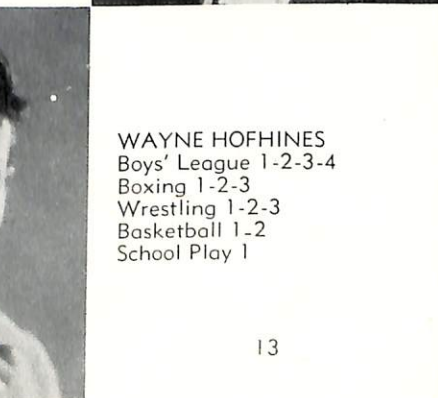 WAYNE HOFHINES
Boys' League 1-2-3-4
Boxing 1-2-3
Wrestling 1-2-3
Basketball 1-2
School Play 1
13